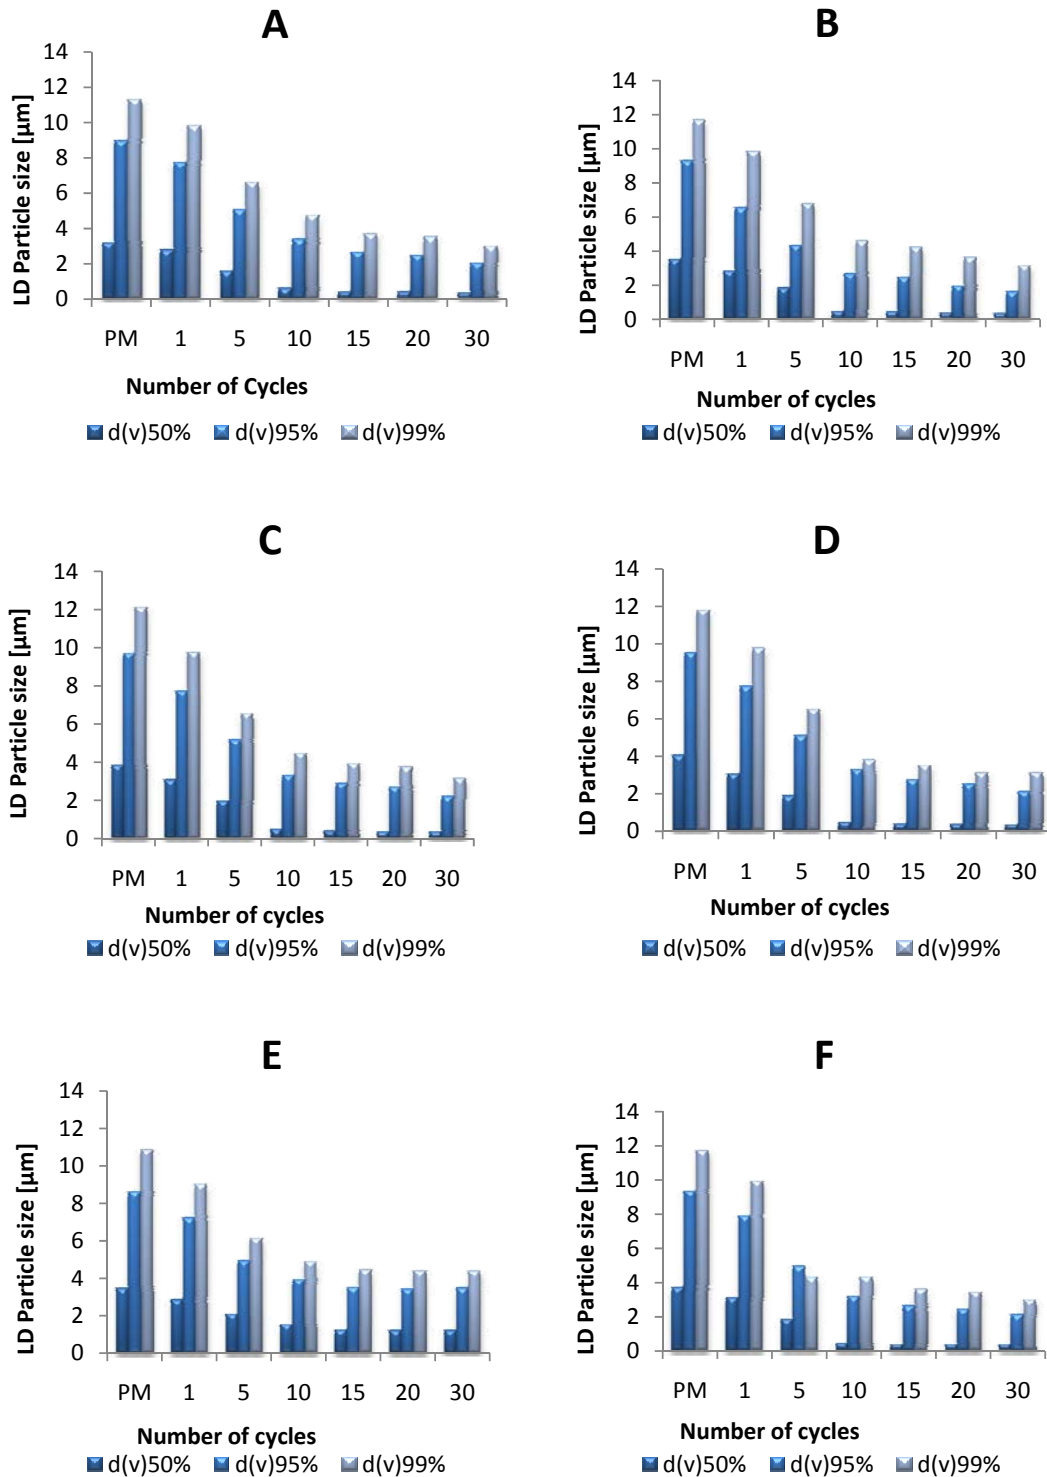 A
LD Particle size [µm]
14
12
10
8
6
4
2
0
PM 1 5 10 15 20 30
Number of Cycles
d(v)50% d(v)95% d(v)99%
B
LD Particle size [µm]
14
12
10
8
6
4
2
0
PM 1 5 10 15 20 30
Number of cycles
d(v)50% d(v)95% d(v)99%
C
LD Particle size [µm]
14
12
10
8
6
4
2
0
PM 1 5 10 15 20 30
Number of cycles
d(v)50% d(v)95% d(v)99%
D
LD Particle size [µm]
14
12
10
8
6
4
2
0
PM 1 5 10 15 20 30
Number of cycles
d(v)50% d(v)95% d(v)99%
E
LD Particle size [µm]
14
12
10
8
6
4
2
0
PM 1 5 10 15 20 30
Number of cycles
d(v)50% d(v)95% d(v)99%
F
LD Particle size [µm]
14
12
10
8
6
4
2
0
PM 1 5 10 15 20 30
Number of cycles
d(v)50% d(v)95% d(v)99%